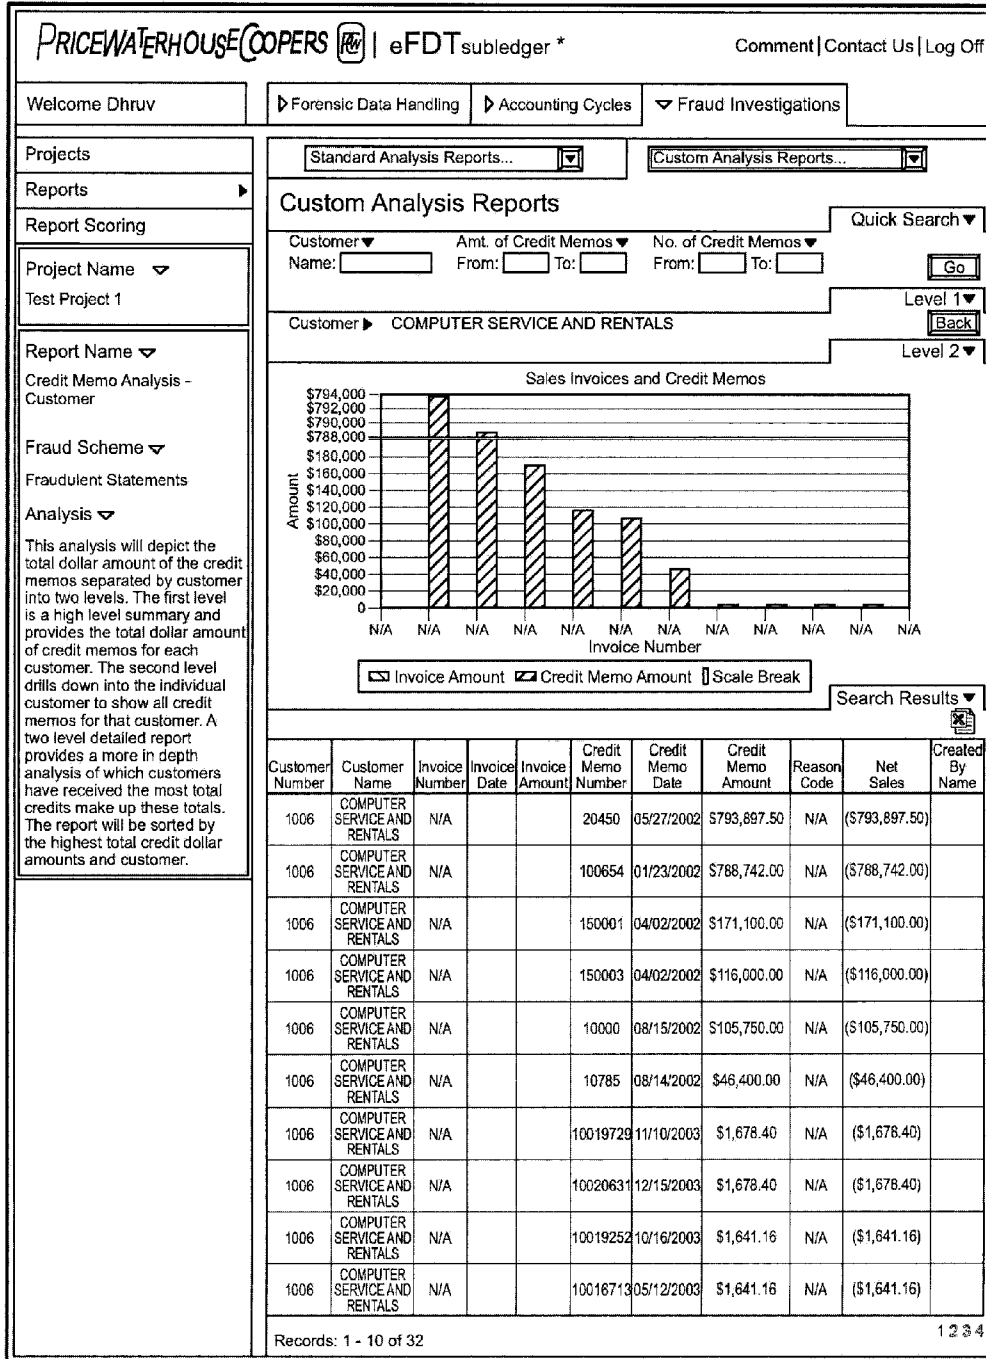 PRICEWATERHOUSECOOPERS PwC | eFDTsubledger *
Comment | Contact Us | Log Off
Welcome Dhruv
Forensic Data Handling
Accounting Cycles
Fraud Investigations
Projects
Reports
Report Scoring
Project Name
Test Project 1
Report Name
Credit Memo Analysis -
Customer
Fraud Scheme
Fraudulent Statements
Analysis
This analysis will depict the
total dollar amount of the credit
memos separated by customer
into two levels. The first level
is a high level summary and
provides the total dollar amount
of credit memos for each
customer. The second level
drills down into the individual
customer to show all credit
memos for that customer. A
two level detailed report
provides a more in depth
analysis of which customers
have received the most total
credits make up these totals.
The report will be sorted by
the highest total credit dollar
amounts and customer.
Standard Analysis Reports...
Custom Analysis Reports...
Custom Analysis Reports
Quick Search
Customer Amt. of Credit Memos No. of Credit Memos
Name: From: To: From: To:
Go
Level 1
Customer COMPUTER SERVICE AND RENTALS
Back
Level 2
Sales Invoices and Credit Memos
Amount
$794,000
$792,000
$790,000
$788,000
$180,000
$160,000
$140,000
$120,000
$100,000
$80,000
$60,000
$40,000
$20,000
0
N/A N/A N/A N/A N/A N/A N/A N/A N/A N/A N/A N/A
Invoice Number
Invoice Amount Credit Memo Amount Scale Break
Search Results
Customer Number Customer Name Invoice Number Invoice Date Invoice Amount Credit Memo Number Credit Memo Date Credit Memo Amount Reason Code Net Sales Created By Name
1006 COMPUTER SERVICE AND RENTALS N/A 20450 05/27/2002 $793,897.50 N/A ($793,897.50)
1006 COMPUTER SERVICE AND RENTALS N/A 100654 01/23/2002 $788,742.00 N/A ($788,742.00)
1006 COMPUTER SERVICE AND RENTALS N/A 150001 04/02/2002 $171,100.00 N/A ($171,100.00)
1006 COMPUTER SERVICE AND RENTALS N/A 150003 04/02/2002 $116,000.00 N/A ($116,000.00)
1006 COMPUTER SERVICE AND RENTALS N/A 10000 08/15/2002 $105,750.00 N/A ($105,750.00)
1006 COMPUTER SERVICE AND RENTALS N/A 10785 08/14/2002 $46,400.00 N/A ($46,400.00)
1006 COMPUTER SERVICE AND RENTALS N/A 10019729 11/10/2003 $1,678.40 N/A ($1,678.40)
1006 COMPUTER SERVICE AND RENTALS N/A 10020631 12/15/2003 $1,678.40 N/A ($1,678.40)
1006 COMPUTER SERVICE AND RENTALS N/A 10019252 10/16/2003 $1,641.16 N/A ($1,641.16)
1006 COMPUTER SERVICE AND RENTALS N/A 10016713 05/12/2003 $1,641.16 N/A ($1,641.16)
Records: 1 - 10 of 32
1 2 3 4